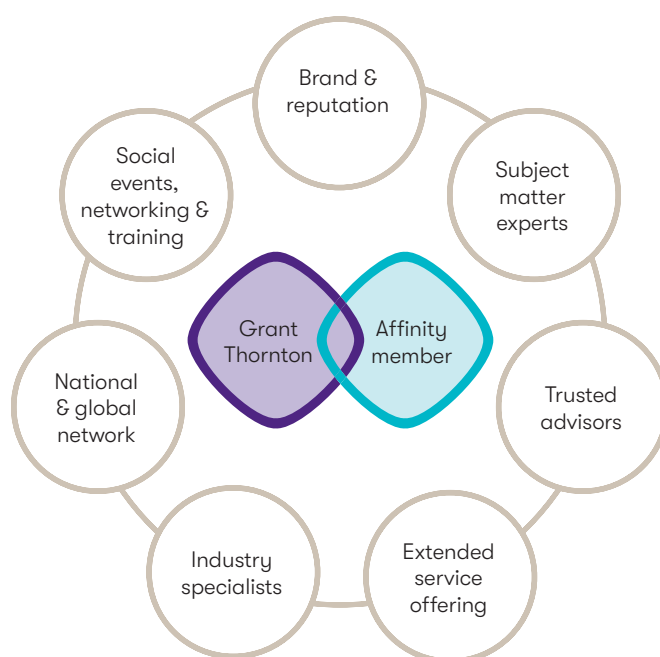 Brand &
reputation
Subject
matter
experts
Trusted
advisors
Extended
service
offering
Industry
specialists
National
& global
network
Social
events,
networking &
training
Grant
Thornton
Affinity
member